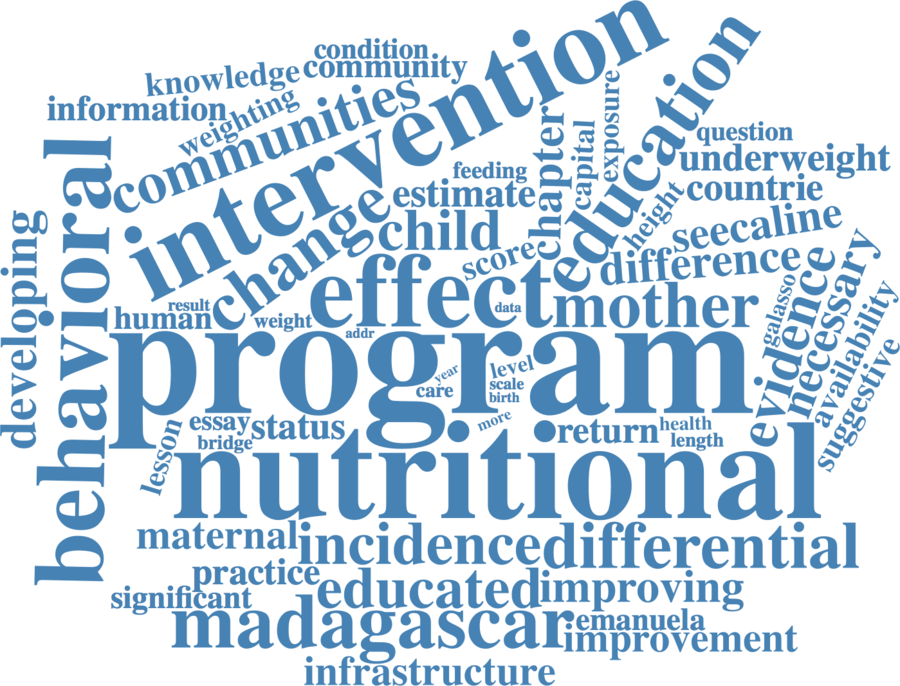 condition
knowledge
community
intervention
education
information
weighting
communities
exposure
question
behavioral
feeding
chapter
capital
underweight
estimate
height
countrie
change
child
seecaline
developing
score
difference
effect
mother
evidence
necessary
galasso
availability
result
human
weight
data
addr
suggestive
program
level
year
care
scale
birth
more
essay
status
bridge
return
health
length
lesson
nutritional
maternal
incidence
differential
practice
educated
improving
significant
madagascar
emanuela
improvement
infrastructure